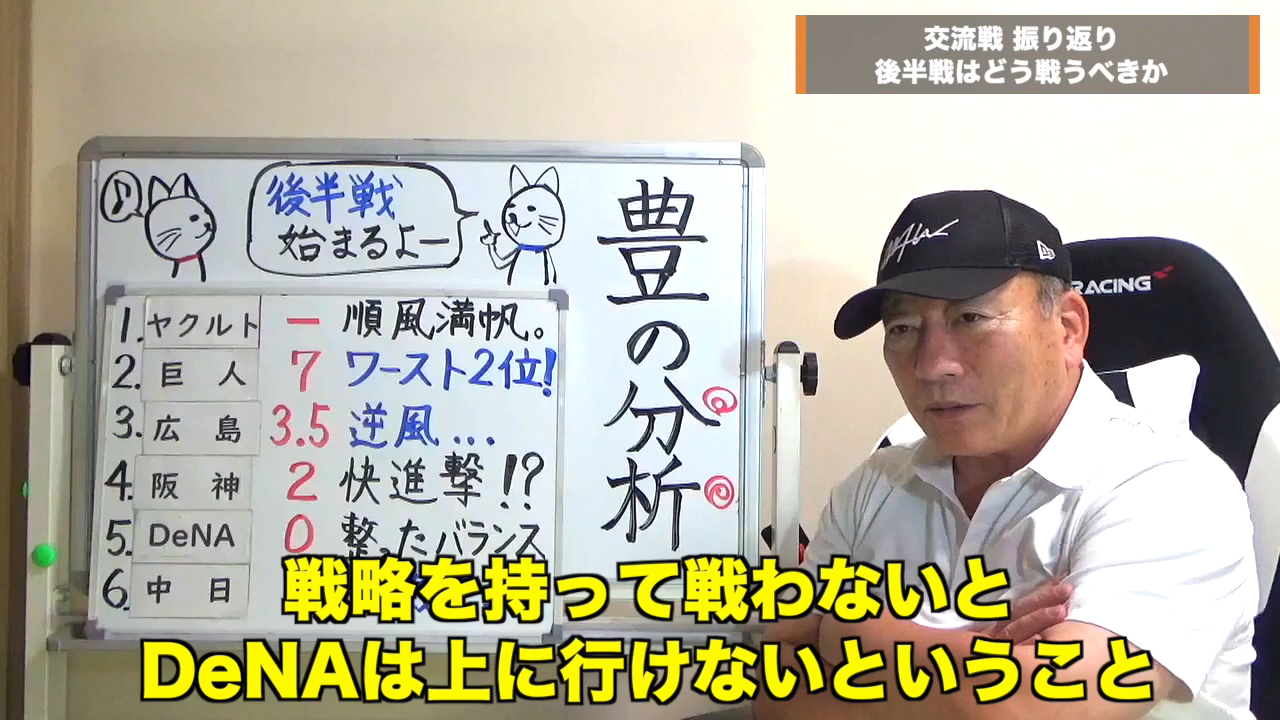 交流戦 振り返り
後半戦はどう戦うべきか
♪
後半戦
始まるよー
豊の分析
1. ヤクルト ー 順風満帆。
2. 巨人 7 ワースト2位!
3. 広島 3.5 逆風...
4. 阪神 2 快進撃!?
5. DeNA 0 整ったバランス
6. 中日
RACING
戦略を持って戦わないと
DeNAは上に行けないということ